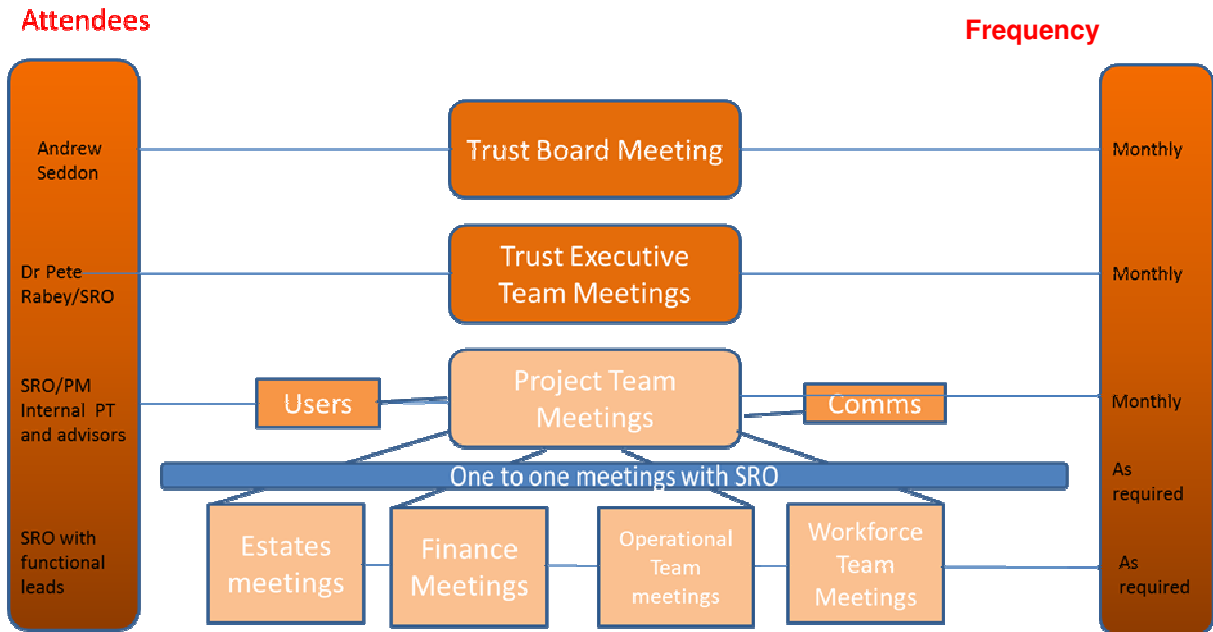 Attendees
Frequency
Andrew
Seddon
Trust Board Meeting
Monthly
Dr Pete
Rabey/SRO
Trust Executive
Team Meetings
Monthly
SRO/PM
Internal PT
and advisors
Users
Project Team
Meetings
Comms
Monthly
One to one meetings with SRO
As
required
SRO with
functional
leads
Estates
meetings
Finance
Meetings
Operational
Team
meetings
Workforce
Team
Meetings
As
required